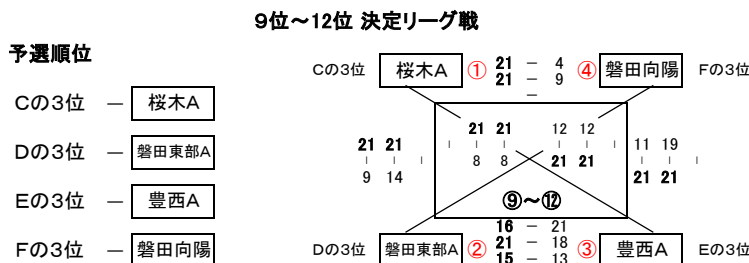 9位～12位 決定リーグ戦
予選順位
Cの3位 － 桜木A
Dの3位 － 磐田東部A
Eの3位 － 豊西A
Fの3位 － 磐田向陽
Cの3位 桜木A ① 21 － 4 ④ 磐田向陽 Fの3位
21 － 9
－
21 21 12 12
21 21 | | | | | | 11 19
| | | 8 8 21 21 | | |
9 14 21 21
⑨～⑫
16 － 21
Dの3位 磐田東部A ② 21 － 18 ③ 豊西A Eの3位
15 － 13